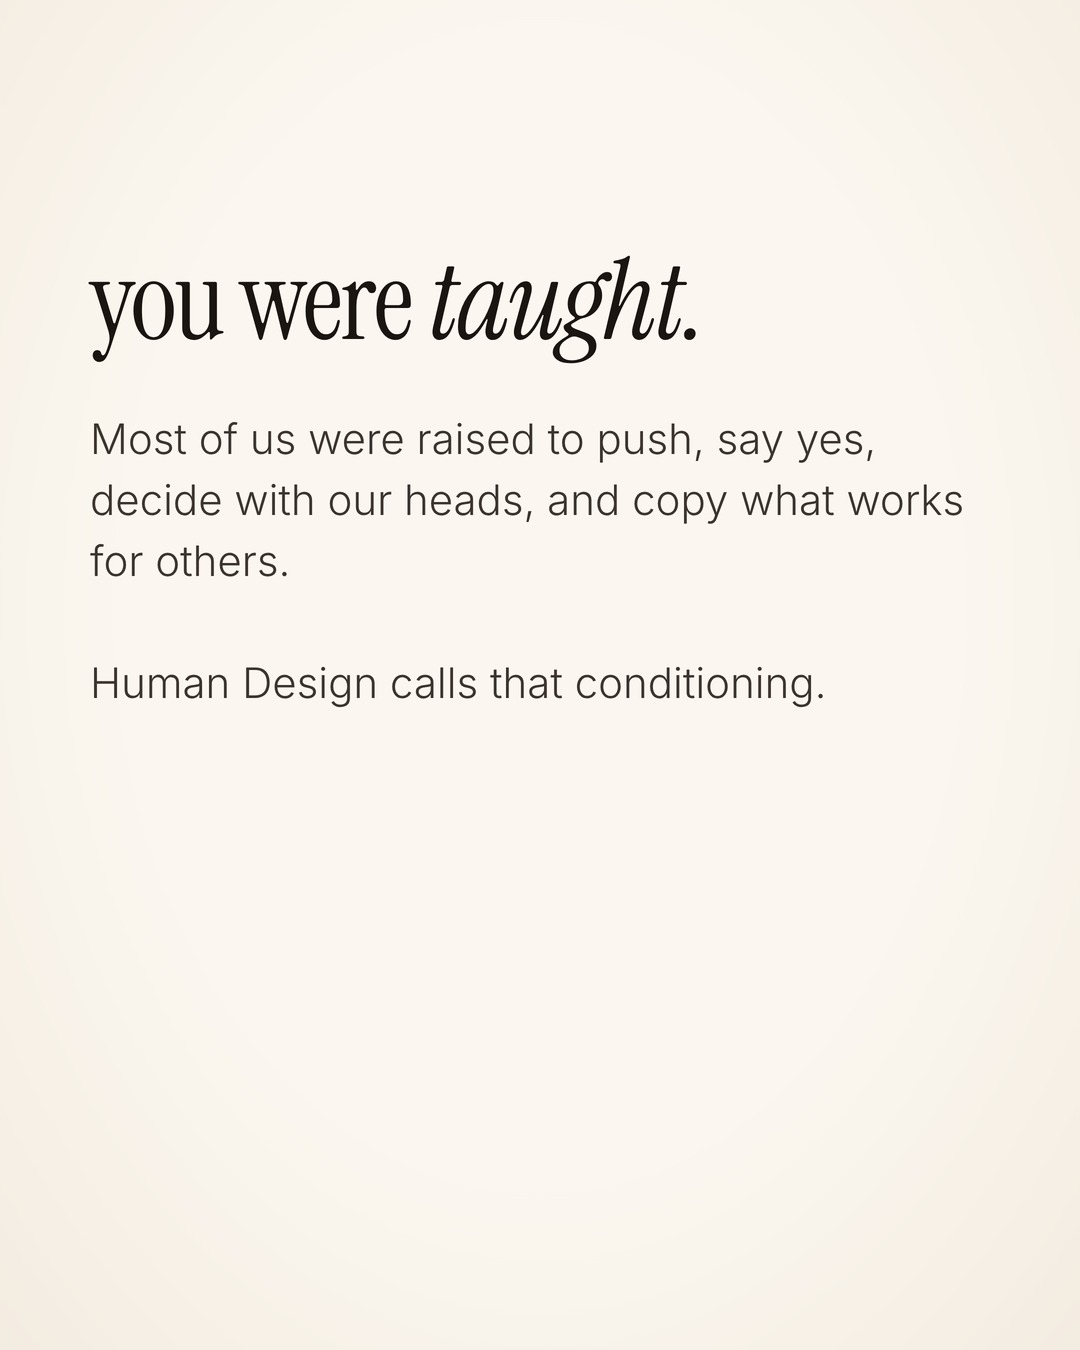 you were taught.
Most of us were raised to push, say yes,
decide with our heads, and copy what works
for others.
Human Design calls that conditioning.